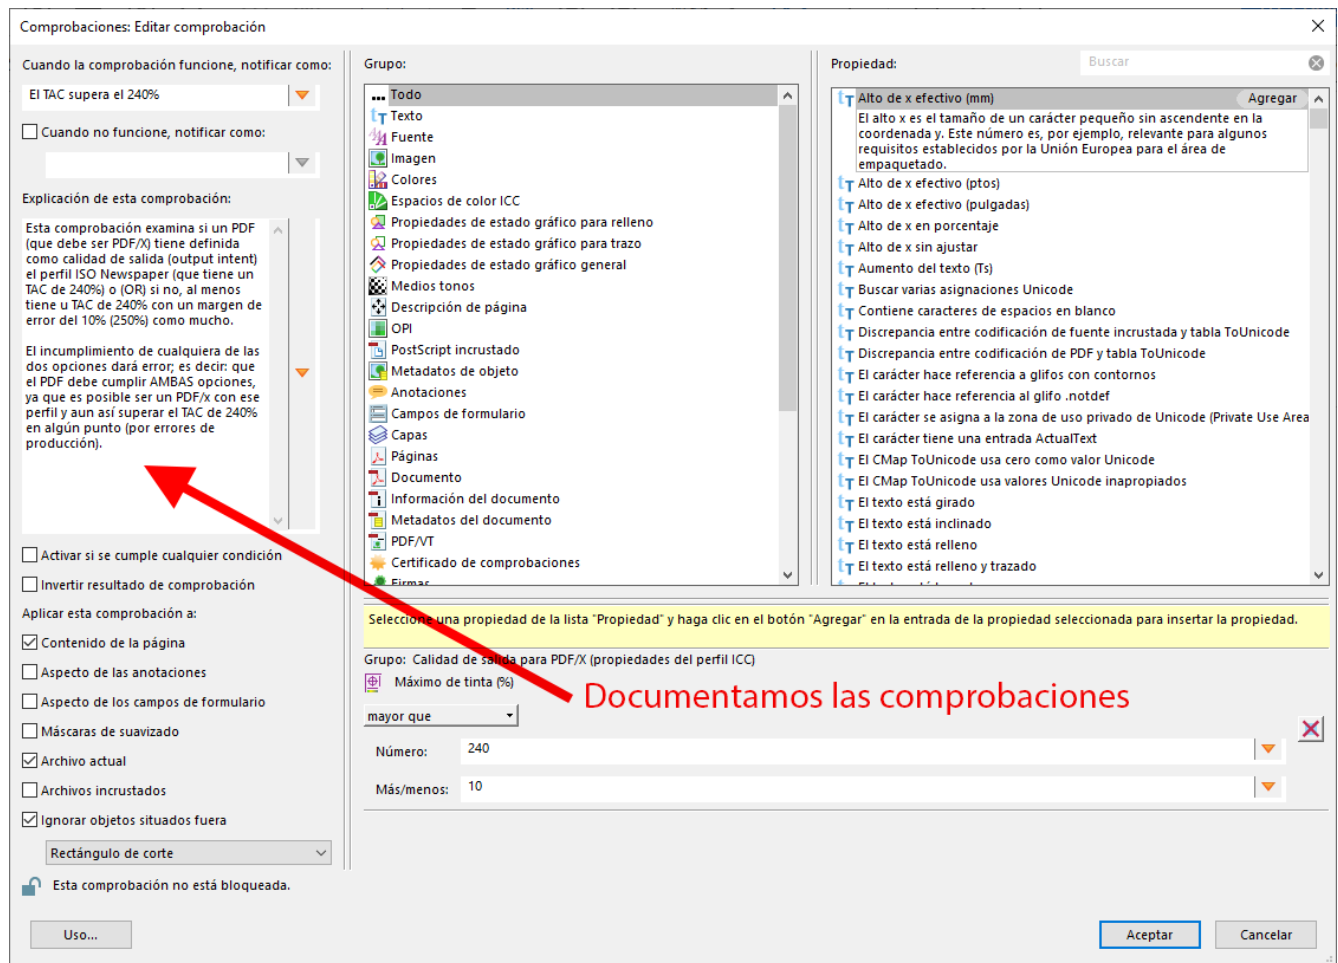 Comprobaciones: Editar comprobación
Cuando la comprobación funcione, notificar como:
El TAC supera el 240%
Cuando no funcione, notificar como:
Explicación de esta comprobación:
Esta comprobación examina si un PDF
(que debe ser PDF/X) tiene definida
como calidad de salida (output intent)
el perfil ISO Newspaper (que tiene un
TAC de 240%) o (OR) si no, al menos
tiene u TAC de 240% con un margen de
error del 10% (250%) como mucho.
El incumplimiento de cualquiera de las
dos opciones dará error; es decir: que
el PDF debe cumplir AMBAS opciones,
ya que es posible ser un PDF/x con ese
perfil y aun así superar el TAC de 240%
en algún punto (por errores de
producción).
Activar si se cumple cualquier condición
Invertir resultado de comprobación
Aplicar esta comprobación a:
Contenido de la página
Aspecto de las anotaciones
Aspecto de los campos de formulario
Máscaras de suavizado
Archivo actual
Archivos incrustados
Ignorar objetos situados fuera
Rectángulo de corte
Esta comprobación no está bloqueada.
Uso...
Grupo:
Todo
Texto
Fuente
Imagen
Colores
Espacios de color ICC
Propiedades de estado gráfico para relleno
Propiedades de estado gráfico para trazo
Propiedades de estado gráfico general
Medios tonos
Descripción de página
OPI
PostScript incrustado
Metadatos de objeto
Anotaciones
Campos de formulario
Capas
Páginas
Documento
Información del documento
Metadatos del documento
PDF/VT
Certificado de comprobaciones
Firmas
Propiedad:
Buscar
Alto de x efectivo (mm) Agregar
El alto x es el tamaño de un carácter pequeño sin ascendente en la
coordenada y. Este número es, por ejemplo, relevante para algunos
requisitos establecidos por la Unión Europea para el área de
empaquetado.
Alto de x efectivo (ptos)
Alto de x efectivo (pulgadas)
Alto de x en porcentaje
Alto de x sin ajustar
Aumento del texto (Ts)
Buscar varias asignaciones Unicode
Contiene caracteres de espacios en blanco
Discrepancia entre codificación de fuente incrustada y tabla ToUnicode
Discrepancia entre codificación de PDF y tabla ToUnicode
El carácter hace referencia a glifos con contornos
El carácter hace referencia al glifo .notdef
El carácter se asigna a la zona de uso privado de Unicode (Private Use Area
El carácter tiene una entrada ActualText
El CMap ToUnicode usa cero como valor Unicode
El CMap ToUnicode usa valores Unicode inapropiados
El texto está girado
El texto está inclinado
El texto está relleno
El texto está relleno y trazado
Seleccione una propiedad de la lista "Propiedad" y haga clic en el botón "Agregar" en la entrada de la propiedad seleccionada para insertar la propiedad.
Grupo: Calidad de salida para PDF/X (propiedades del perfil ICC)
Máximo de tinta (%)
Documentamos las comprobaciones
mayor que
Número: 240
Más/menos: 10
Aceptar
Cancelar